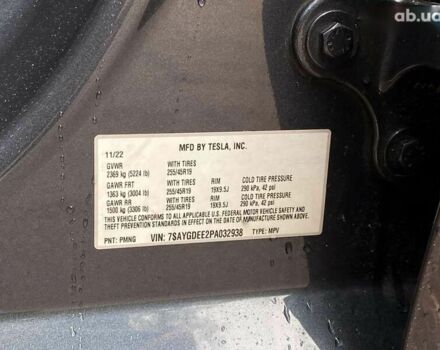 ab.ua
MFD BY TESLA, INC.
11/22
GVWR WITH TIRES
2369 kg (5224 lb) 255/45R19
GAWR FRT WITH TIRES RIM COLD TIRE PRESSURE
1363 kg (3004 lb) 255/45R19 19X9.5J 290 kPa, 42 psi
GAWR RR WITH TIRES RIM COLD TIRE PRESSURE
1500 kg (3306 lb) 255/45R19 19X9.5J 290 kPa, 42 psi
THIS VEHICLE CONFORMS TO ALL APPLICABLE U.S. FEDERAL MOTOR VEHICLE SAFETY AND
THEFT PREVENTION STANDARDS IN EFFECT ON THE DATE OF MANUFACTURE SHOWN ABOVE.
PNT: PMNG VIN: 7SAYGDEE2PA032938 TYPE: MPV